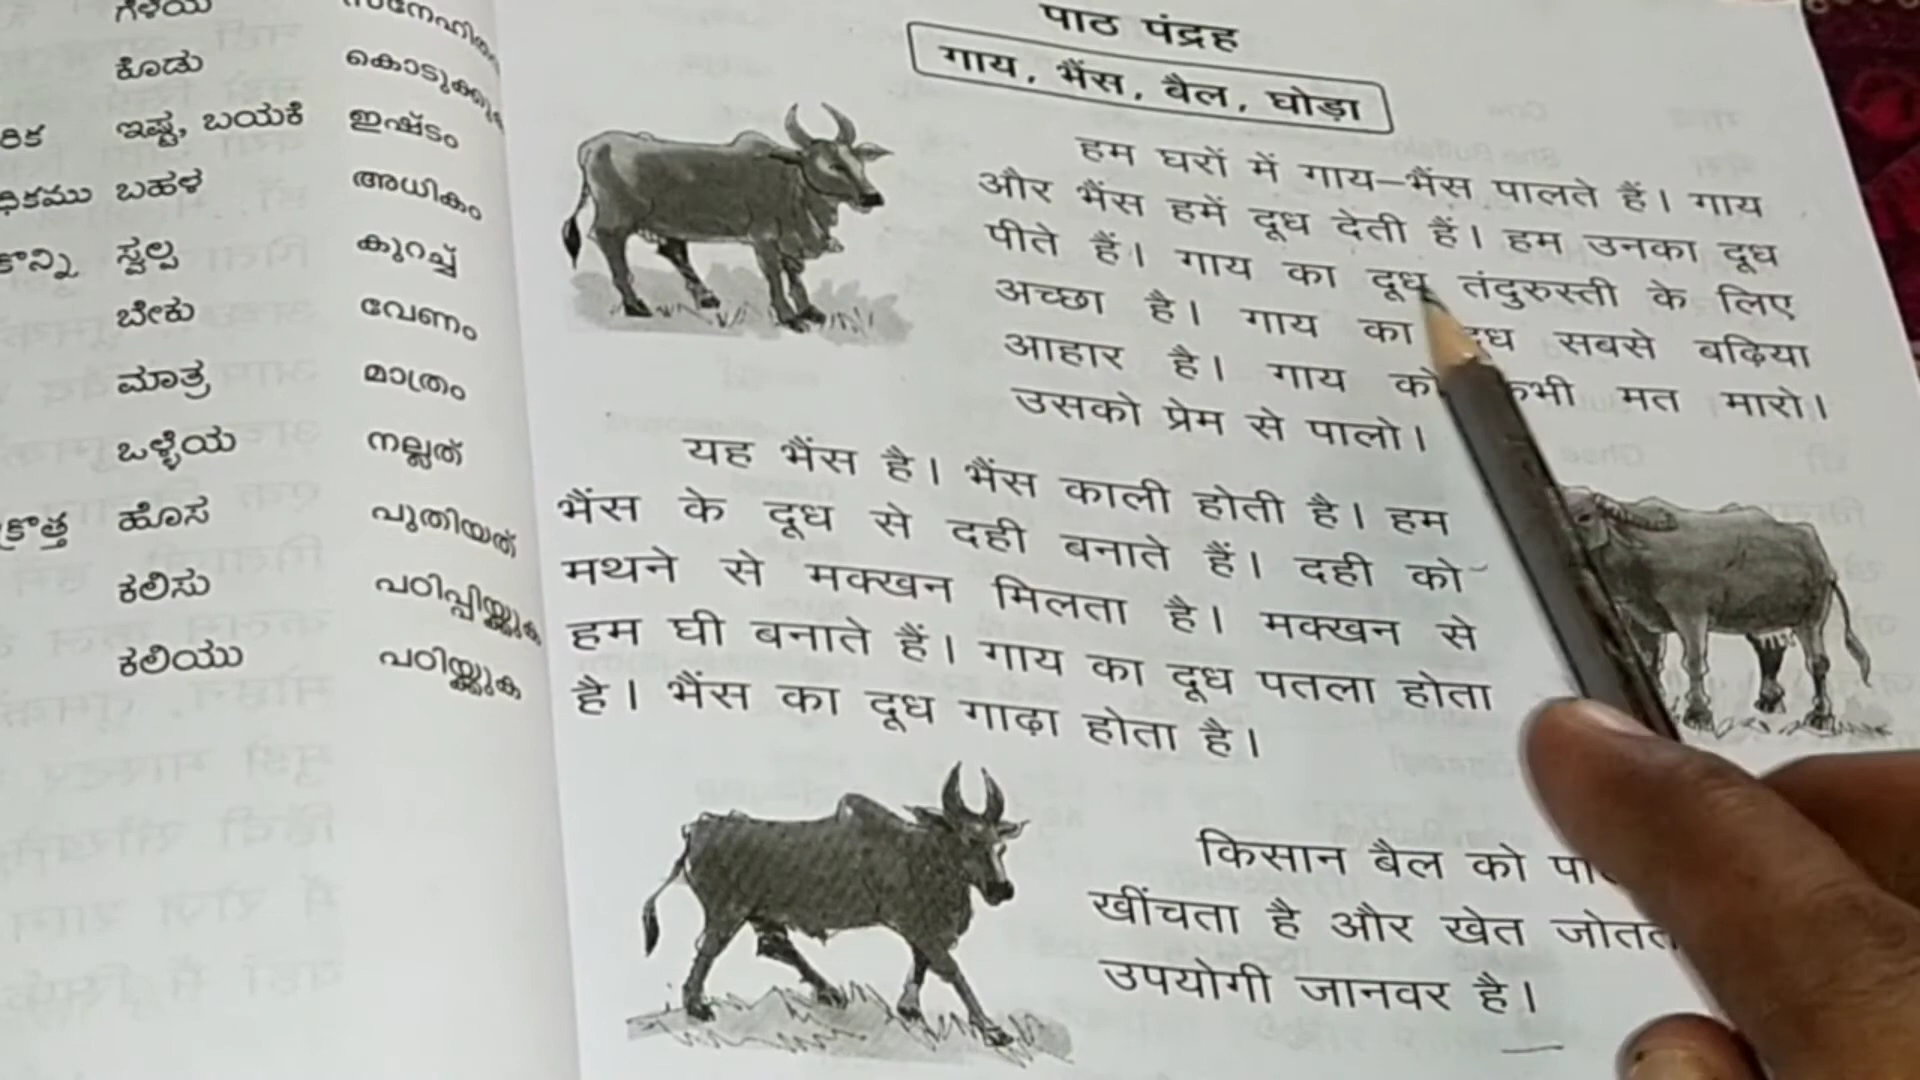 ಗೆಳೆಯ
ಕೊಡು
ಇಷ್ಟ, ಬಯಕೆ
ಬಹಳ
ಸ್ವಲ್ಪ
ಬೇಕು
ಮಾತ್ರ
ಒಳ್ಳೆಯ
ಹೊಸ
ಕಲಿಸು
ಕಲಿಯು
ഇഷ്ടം
അധികം
കുറച്ച്
വേണം
മാത്രം
നല്ലത്
പുതിയത്
പഠിപ്പിയ്ക്കുക
പഠിയ്ക്കുക
पाठ पंद्रह
गाय, भैंस, बैल, घोड़ा
हम घरों में गाय–भैंस पालते हैं। गाय
और भैंस हमें दूध देती हैं। हम उनका दूध
पीते हैं। गाय का दूध तंदुरुस्ती के लिए
अच्छा है। गाय का दूध सबसे बढ़िया
आहार है। गाय को कभी मत मारो।
उसको प्रेम से पालो।
यह भैंस है। भैंस काली होती है। हम
भैंस के दूध से दही बनाते हैं। दही को
मथने से मक्खन मिलता है। मक्खन से
हम घी बनाते हैं। गाय का दूध पतला होता
है। भैंस का दूध गाढ़ा होता है।
किसान बैल को
खींचता है और खेत
उपयोगी जानवर है।